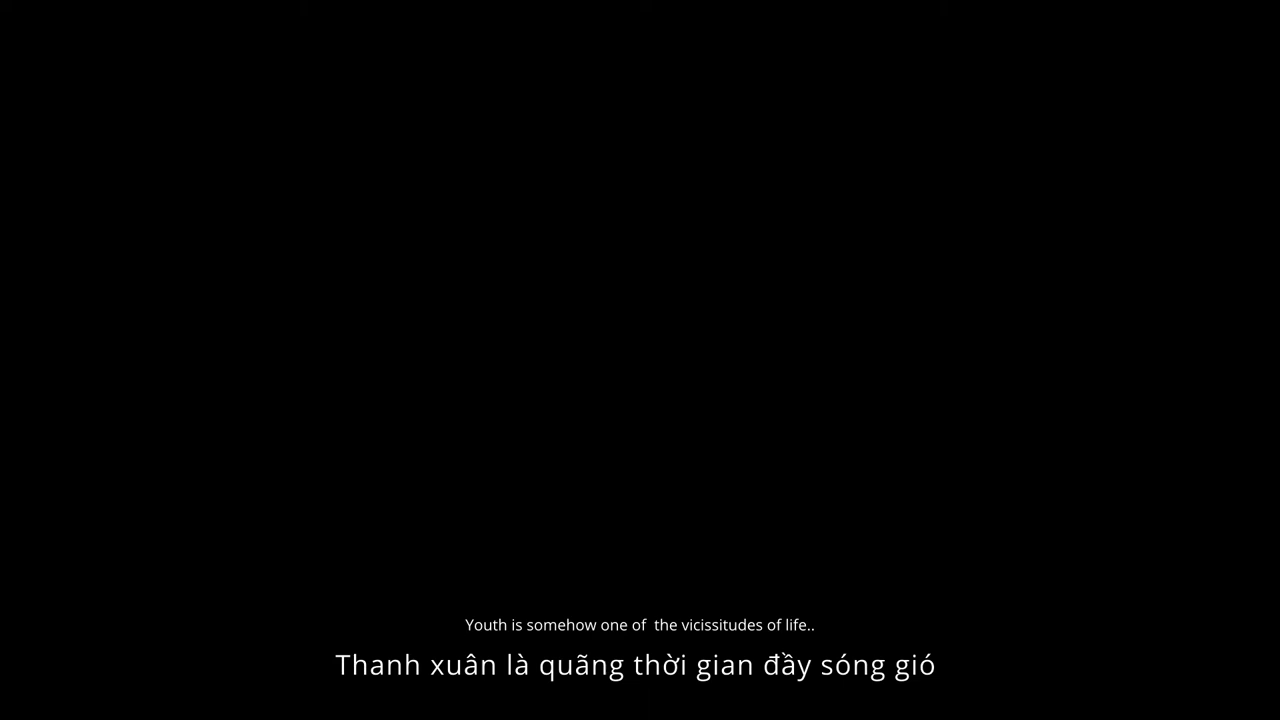 Youth is somehow one of  the vicissitudes of life..
Thanh xuân là quãng thời gian đầy sóng gió